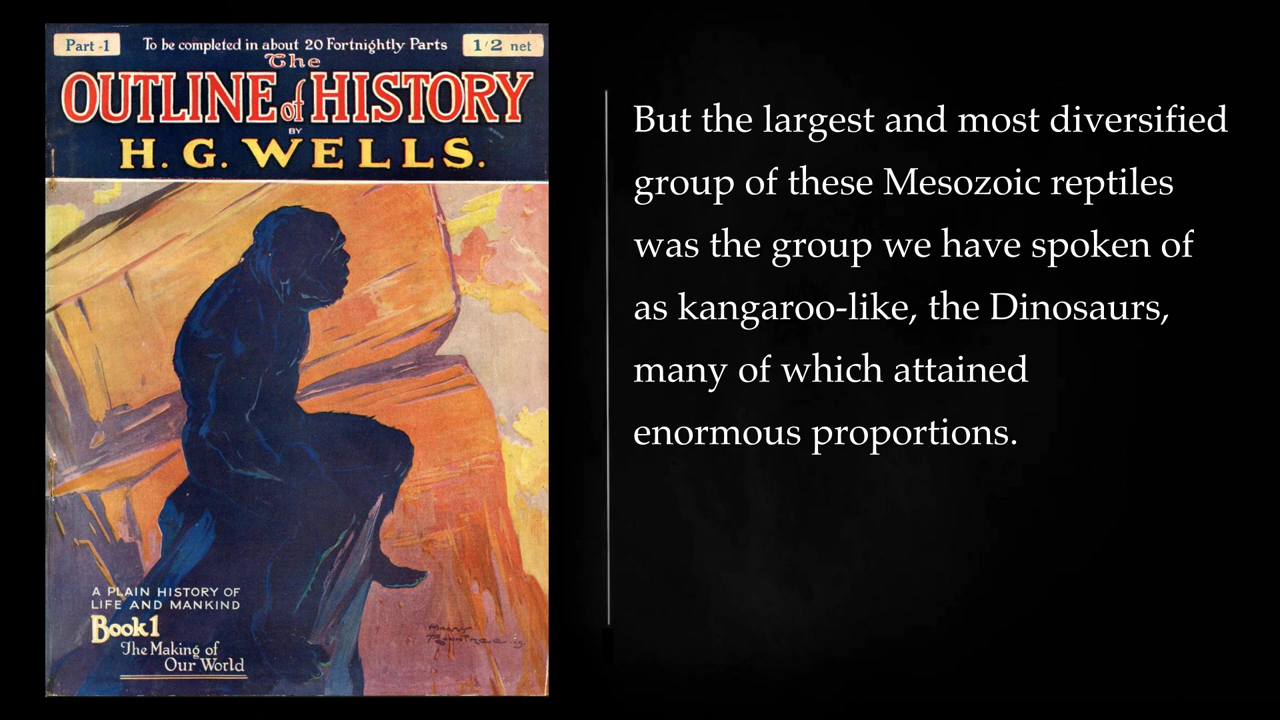 Part -1
To be completed in about 20 Fortnightly Parts
1/2 net
The
OUTLINE of HISTORY
BY
H. G. WELLS.
A PLAIN HISTORY OF
LIFE AND MANKIND
Book 1
The Making of
Our World
But the largest and most diversified
group of these Mesozoic reptiles
was the group we have spoken of
as kangaroo-like, the Dinosaurs,
many of which attained
enormous proportions.